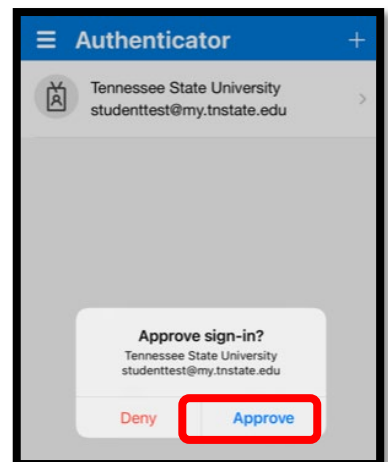 Authenticator
Tennessee State University
studenttest@my.tnstate.edu
Approve sign-in?
Tennessee State University
studenttest@my.tnstate.edu
Deny Approve